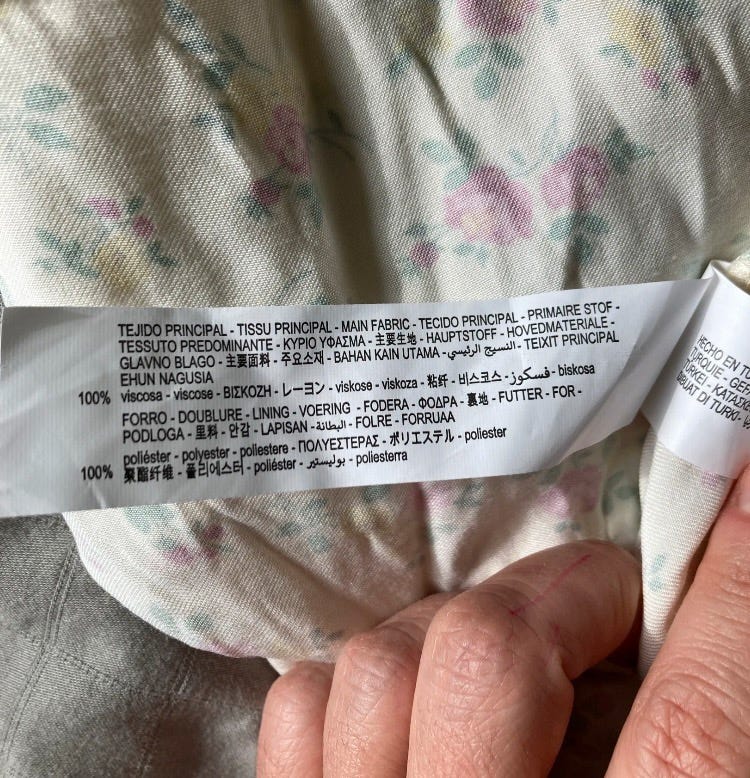 TEJIDO PRINCIPAL - TISSU PRINCIPAL - MAIN FABRIC - TECIDO PRINCIPAL - PRIMAIRE STOF -
TESSUTO PREDOMINANTE - ΚΥΡΙΟ ΥΦΑΣΜΑ - 主要生地 - HAUPTSTOFF - HOVEDMATERIALE -
GLAVNO BLAGO - 主要面料 - 주요소재 - BAHAN KAIN UTAMA - النسيج الرئيسي - TEIXIT PRINCIPAL
EHUN NAGUSIA
100% viscosa - viscose - ΒΙΣΚΟΖΗ - レーヨン - viskose - viskoza - 粘纤 - 비스코스 - فسكوز - biskosa
FORRO - DOUBLURE - LINING - VOERING - FODERA - ΦΟΔΡΑ - 裏地 - FUTTER - FOR -
PODLOGA - 里料 - 안감 - LAPISAN - البطانة - FOLRE - FORRUAA
100% poliéster - polyester - poliestere - ΠΟΛΥΕΣΤΕΡΑΣ - ポリエステル - poliester
聚酯纤维 - 폴리에스터 - poliéster - بوليستير - poliesterra
HECHO EN
TURQUIE - 
TÜRKEI -
DIBUAT DI TURKI -